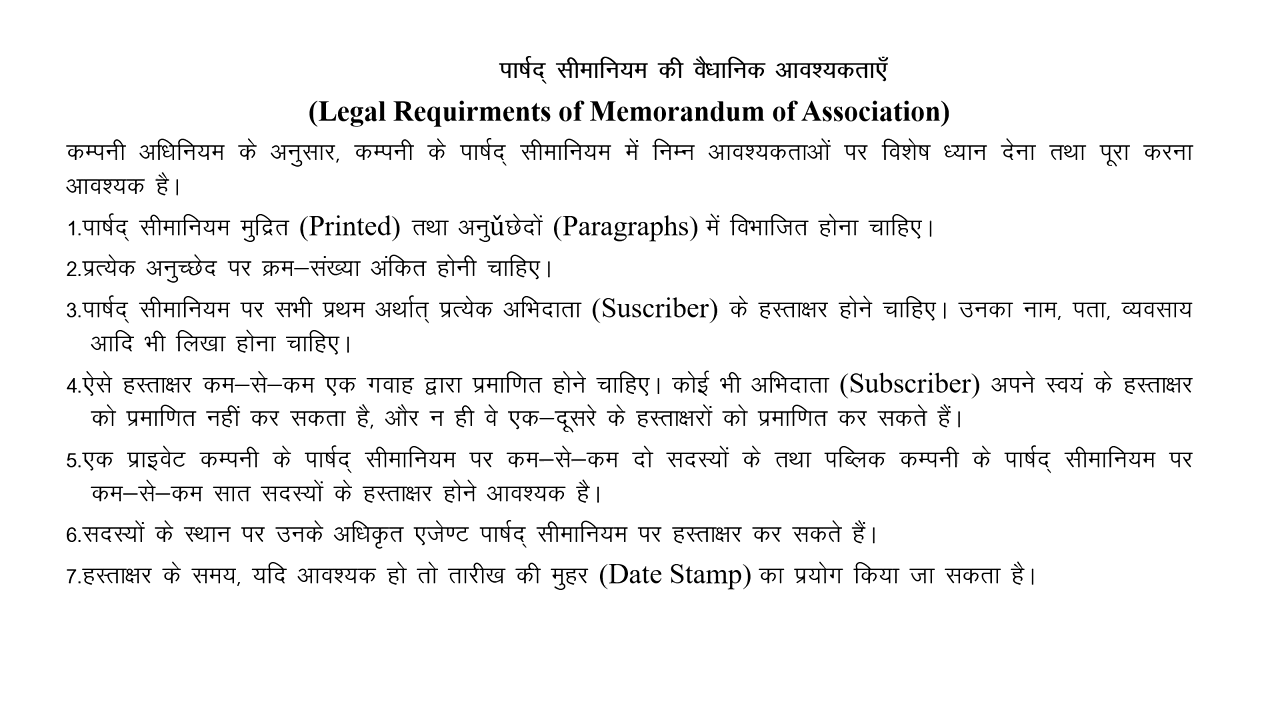 पार्षद् सीमानियम की वैधानिक आवश्यकताएँ
(Legal Requirments of Memorandum of Association)
कम्पनी अधिनियम के अनुसार, कम्पनी के पार्षद् सीमानियम में निम्न आवश्यकताओं पर विशेष ध्यान देना तथा पूरा करना
आवश्यक है।
1.पार्षद् सीमानियम मुद्रित (Printed) तथा अनुǔछेदों (Paragraphs) में विभाजित होना चाहिए।
2.प्रत्येक अनुच्छेद पर क्रम–संख्या अंकित होनी चाहिए।
3.पार्षद् सीमानियम पर सभी प्रथम अर्थात् प्रत्येक अभिदाता (Suscriber) के हस्ताक्षर होने चाहिए। उनका नाम, पता, व्यवसाय
आदि भी लिखा होना चाहिए।
4.ऐसे हस्ताक्षर कम–से–कम एक गवाह द्वारा प्रमाणित होने चाहिए। कोई भी अभिदाता (Subscriber) अपने स्वयं के हस्ताक्षर
को प्रमाणित नहीं कर सकता है, और न ही वे एक–दूसरे के हस्ताक्षरों को प्रमाणित कर सकते हैं।
5.एक प्राइवेट कम्पनी के पार्षद् सीमानियम पर कम–से–कम दो सदस्यों के तथा पब्लिक कम्पनी के पार्षद् सीमानियम पर
कम–से–कम सात सदस्यों के हस्ताक्षर होने आवश्यक है।
6.सदस्यों के स्थान पर उनके अधिकृत एजेण्ट पार्षद् सीमानियम पर हस्ताक्षर कर सकते हैं।
7.हस्ताक्षर के समय, यदि आवश्यक हो तो तारीख की मुहर (Date Stamp) का प्रयोग किया जा सकता है।